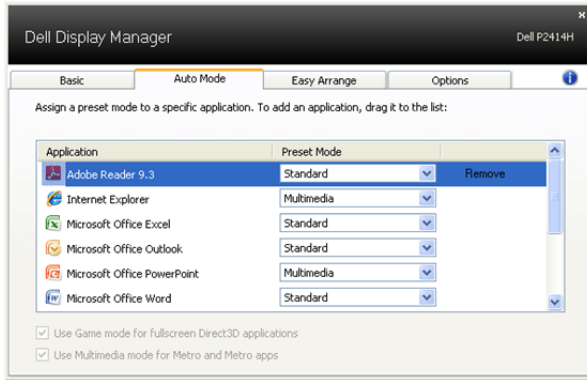 Dell Display Manager
Dell P2414H
Basic Auto Mode Easy Arrange Options
Assign a preset mode to a specific application. To add an application, drag it to the list:
Application Preset Mode
Adobe Reader 9.3 Standard Remove
Internet Explorer Multimedia
Microsoft Office Excel Standard
Microsoft Office Outlook Standard
Microsoft Office PowerPoint Multimedia
Microsoft Office Word Standard
Use Game mode for fullscreen Direct3D applications
Use Multimedia mode for Metro and Metro apps